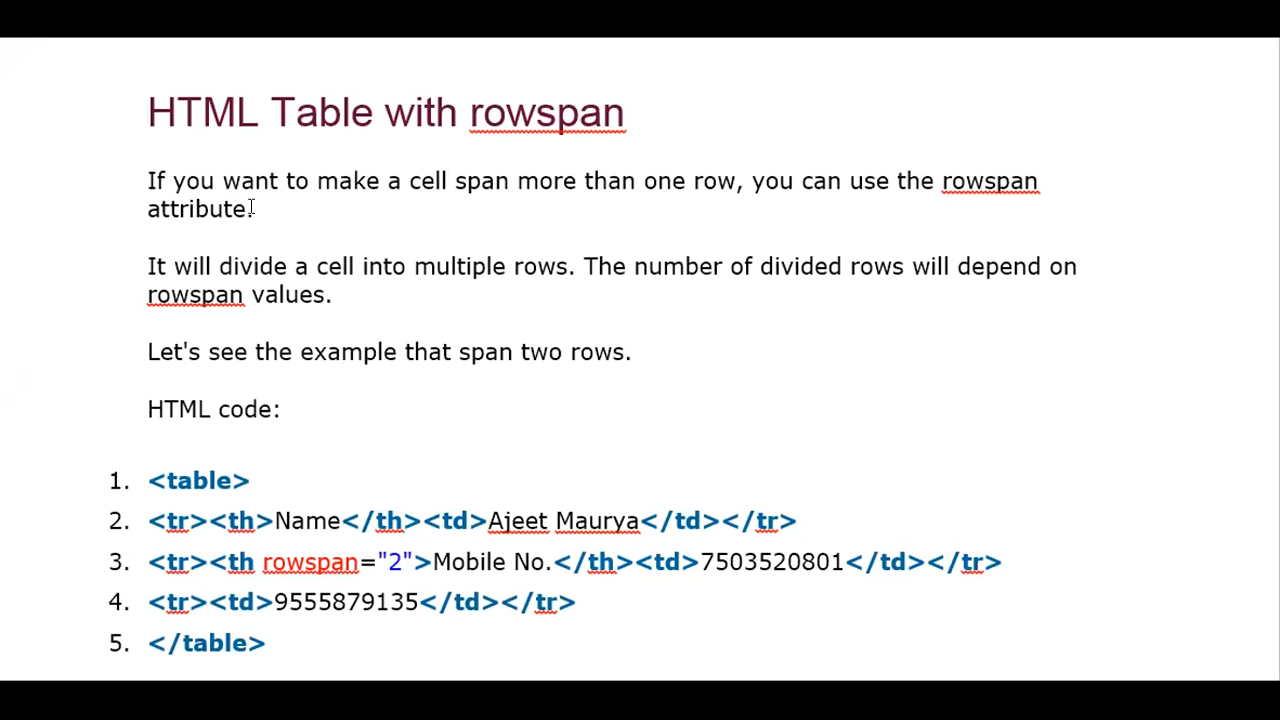 HTML Table with rowspan
If you want to make a cell span more than one row, you can use the rowspan
attribute.
It will divide a cell into multiple rows. The number of divided rows will depend on
rowspan values.
Let's see the example that span two rows.
HTML code:
1. <table>
2. <tr><th>Name</th><td>Ajeet Maurya</td></tr>
3. <tr><th rowspan="2">Mobile No.</th><td>7503520801</td></tr>
4. <tr><td>9555879135</td></tr>
5. </table>